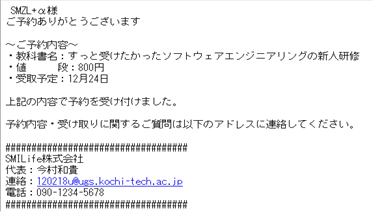 SMZL+α様
ご予約ありがとうございます
～ご予約内容～
・教科書名：すっと受けたかったソフトウェアエンジニアリングの新人研修
・値　　　段：800円
・受取予定：12月24日
上記の内容で予約を受け付けました。
予約内容・受け取りに関するご質問は以下のアドレスに連絡してください。
###################################
SMILife株式会社
代表：今村和貴
連絡：120218u@ugs.kochi-tech.ac.jp
電話：090-1234-5678
###################################